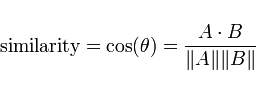 similarity = cos(θ) = A · B / ‖A‖‖B‖